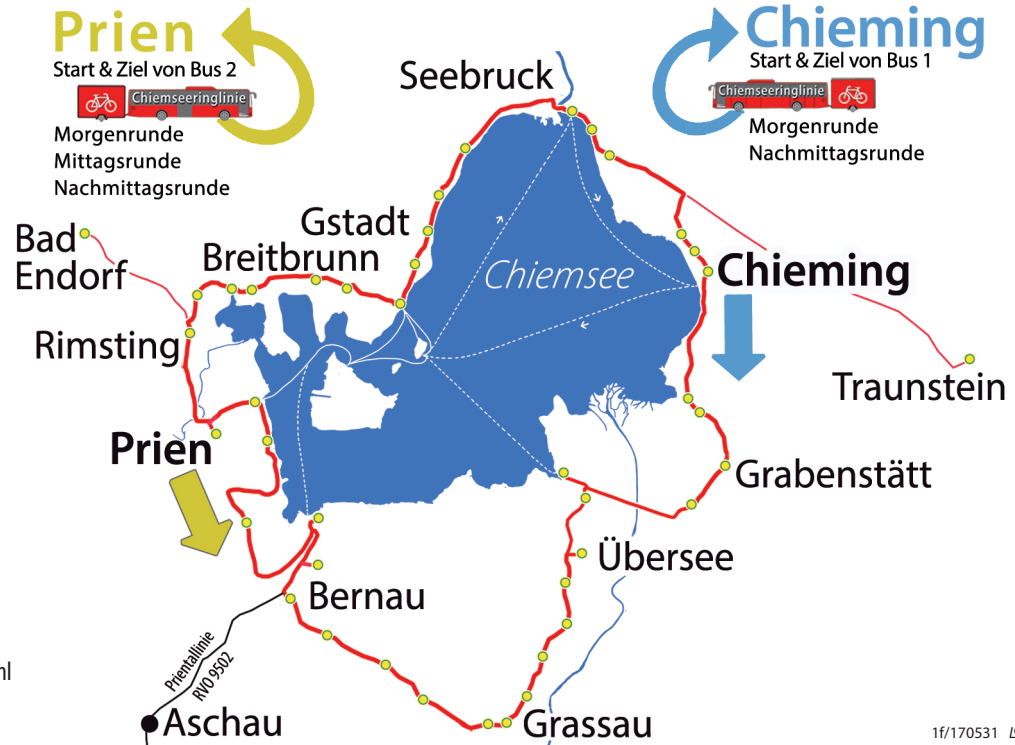 Prien
Start & Ziel von Bus 2
Chiemseeringlinie
Morgenrunde
Mittagsrunde
Nachmittagsrunde
Chieming
Start & Ziel von Bus 1
Chiemseeringlinie
Morgenrunde
Nachmittagsrunde
Seebruck
Gstadt
Bad
Endorf
Breitbrunn
Chiemsee
Chieming
Rimsting
Traunstein
Prien
Grabenstätt
Übersee
Bernau
Prientallinie
RVO 9502
Aschau
Grassau
1f/170531